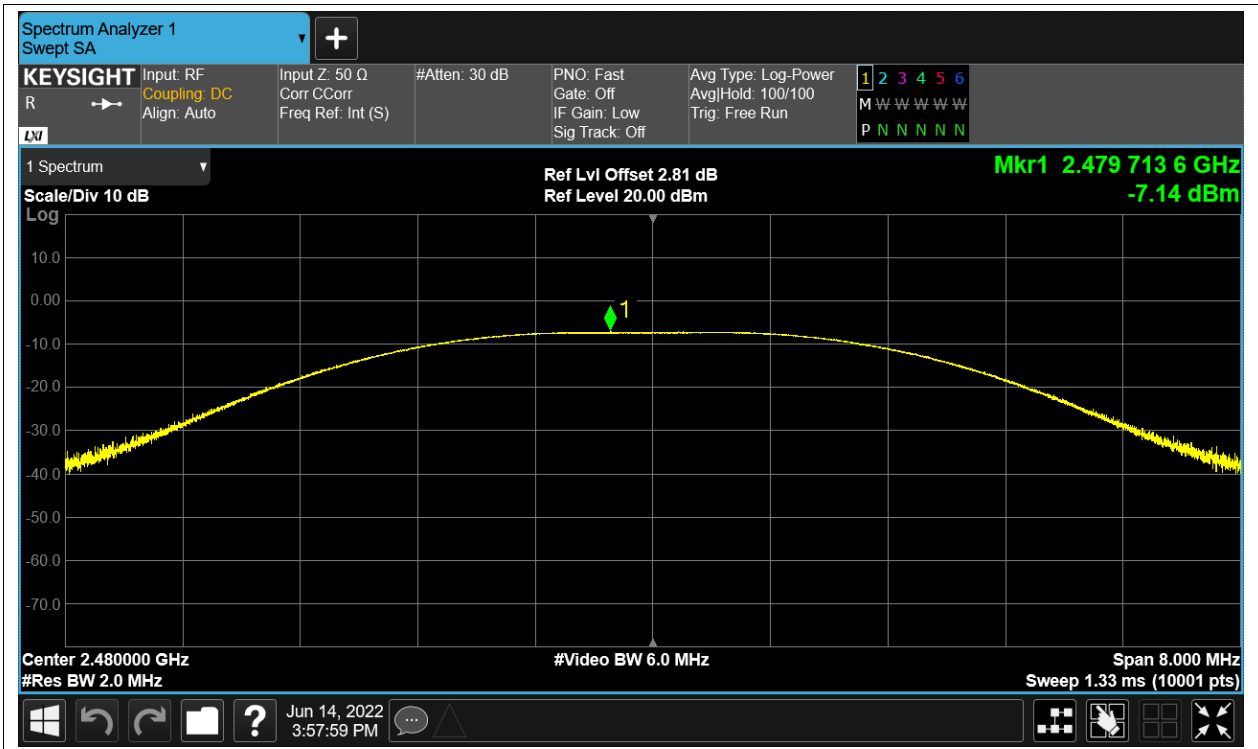 Spectrum Analyzer 1
Swept SA
KEYSIGHT
R
LXI
Input: RF
Coupling: DC
Align: Auto
Input Z: 50 Ω
Corr CCorr
Freq Ref: Int (S)
#Atten: 30 dB
PNO: Fast
Gate: Off
IF Gain: Low
Sig Track: Off
Avg Type: Log-Power
Avg|Hold: 100/100
Trig: Free Run
1 2 3 4 5 6
M W W W W W
P N N N N N
1 Spectrum
Scale/Div 10 dB
Log
Ref Lvl Offset 2.81 dB
Ref Level 20.00 dBm
Mkr1 2.479 713 6 GHz
-7.14 dBm
10.0
0.00
-10.0
-20.0
-30.0
-40.0
-50.0
-60.0
-70.0
1
Center 2.480000 GHz
#Res BW 2.0 MHz
#Video BW 6.0 MHz
Span 8.000 MHz
Sweep 1.33 ms (10001 pts)
?
Jun 14, 2022
3:57:59 PM